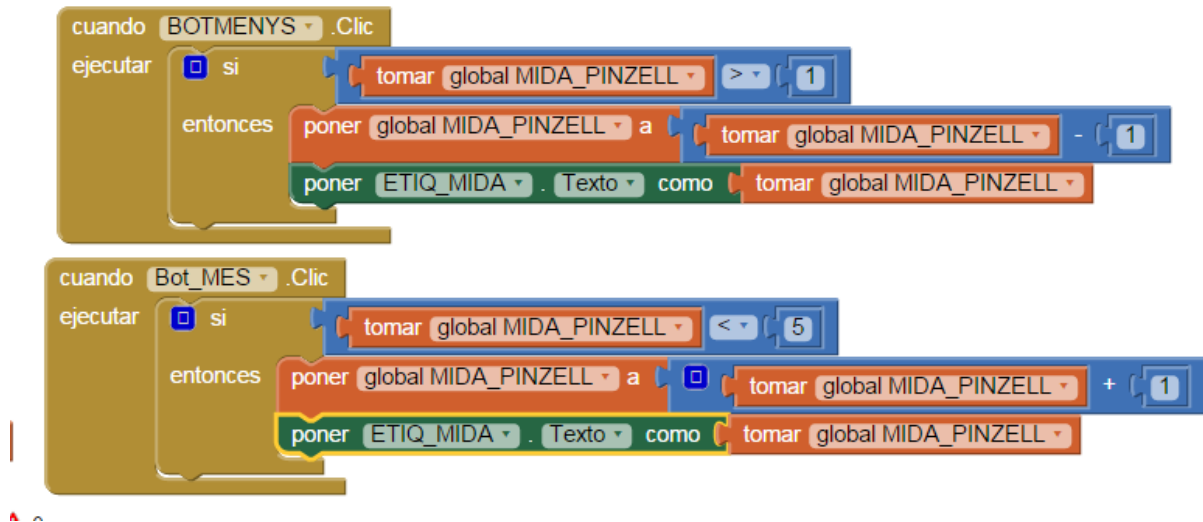 cuando BOTMENYS .Clic
ejecutar si tomar global MIDA_PINZELL > 1
entonces poner global MIDA_PINZELL a tomar global MIDA_PINZELL - 1
poner ETIQ_MIDA . Texto como tomar global MIDA_PINZELL
cuando Bot_MES .Clic
ejecutar si tomar global MIDA_PINZELL < 5
entonces poner global MIDA_PINZELL a tomar global MIDA_PINZELL + 1
poner ETIQ_MIDA . Texto como tomar global MIDA_PINZELL